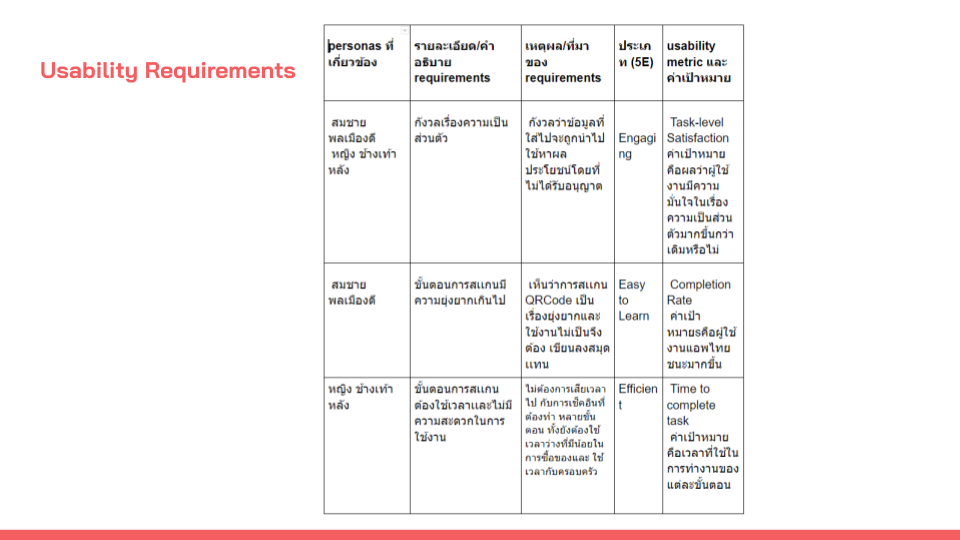 Usability Requirements
personas ที่
เกี่ยวข้อง
รายละเอียด/คำ
อธิบาย
requirements
เหตุผล/ที่มา
ของ
requirements
ประเภ
ท (5E)
usability
metric และ
ค่าเป้าหมาย
สมชาย
พลเมืองดี
หญิง ช้างเท้า
หลัง
กังวลเรื่องความเป็น
ส่วนตัว
กังวลว่าข้อมูลที่
ใส่ไปจะถูกนำไป
ใช้หาผล
ประโยชน์โดยที่
ไม่ได้รับอนุญาต
Engagi
ng
Task-level
Satisfaction
ค่าเป้าหมาย
คือผลว่าผู้ใช้
งานมีความ
มั่นใจในเรื่อง
ความเป็นส่วน
ตัวมากขึ้นกว่า
เดิมหรือไม่
สมชาย
พลเมืองดี
ขั้นตอนการสแกนมี
ความยุ่งยากเกินไป
เห็นว่าการสแกน
QRCode เป็น
เรื่องยุ่งยากและ
ใช้งานไม่เป็นจึง
ต้อง เขียนลงสมุด
แทน
Easy
to
Learn
Completion
Rate
ค่าเป้า
หมายsคือผู้ใช้
งานแอพไทย
ชนะมากขึ้น
หญิง ช้างเท้า
หลัง
ขั้นตอนการสแกน
ต้องใช้เวลาและไม่มี
ความสะดวกในการ
ใช้งาน
ไม่ต้องการเสียเวลา
ไป กับการเช็คอินที่
ต้องทำ หลายขั้น
ตอน ทั้งยังต้องใช้
เวลาว่างที่มีน้อยใน
การซื้อของและ ใช้
เวลากับครอบครัว
Efficien
t
Time to
complete
task
ค่าเป้าหมาย
คือเวลาที่ใช้ใน
การทำงานของ
แต่ละขั้นตอน